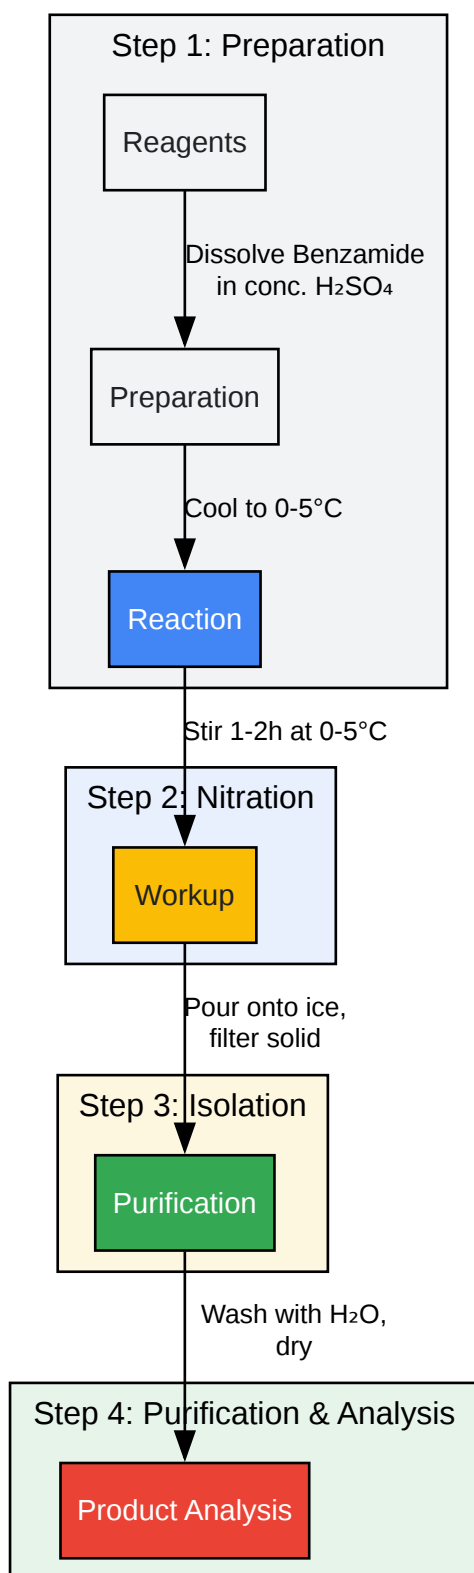 Step 1: Preparation
Reagents
Dissolve Benzamide
in conc. H₂SO₄
Preparation
Cool to 0-5°C
Reaction
Stir 1-2h at 0-5°C
Step 2: Nitration
Workup
Pour onto ice,
filter solid
Step 3: Isolation
Purification
Wash with H₂O,
dry
Step 4: Purification & Analysis
Product Analysis